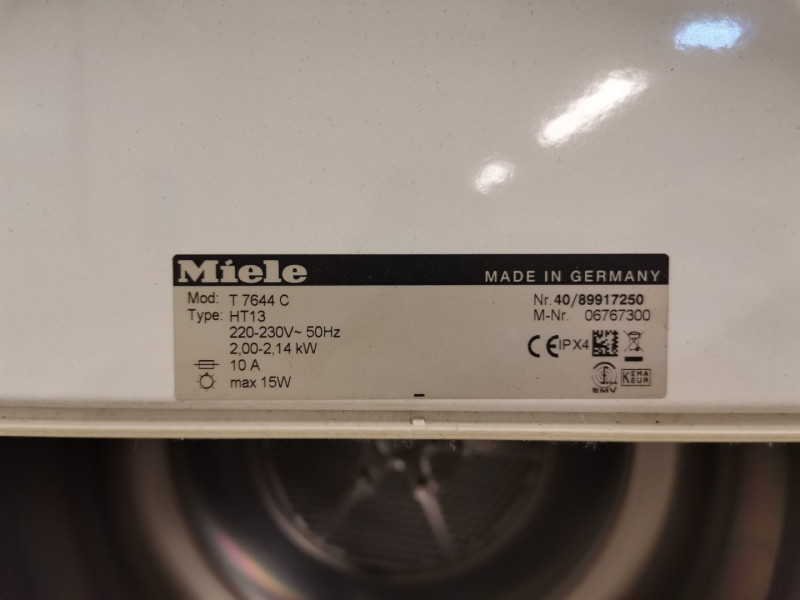 Miele MADE IN GERMANY
Mod: T 7644 C
Type: HT13
220-230V~ 50Hz
2,00-2,14 kW
10 A
max 15W
Nr. 40/89917250
M-Nr. 06767300
CE IPX4
EMV
KEMA
KEUR